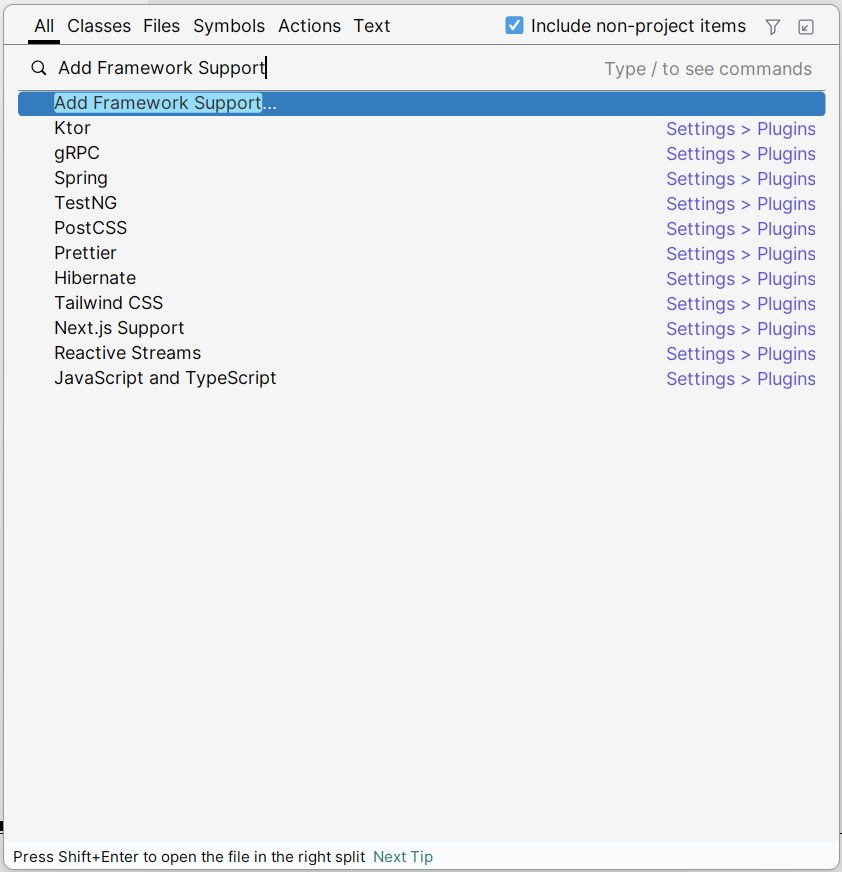 All Classes Files Symbols Actions Text Include non-project items
Add Framework Support Type / to see commands
Add Framework Support...
Ktor Settings > Plugins
gRPC Settings > Plugins
Spring Settings > Plugins
TestNG Settings > Plugins
PostCSS Settings > Plugins
Prettier Settings > Plugins
Hibernate Settings > Plugins
Tailwind CSS Settings > Plugins
Next.js Support Settings > Plugins
Reactive Streams Settings > Plugins
JavaScript and TypeScript Settings > Plugins
Press Shift+Enter to open the file in the right split Next Tip